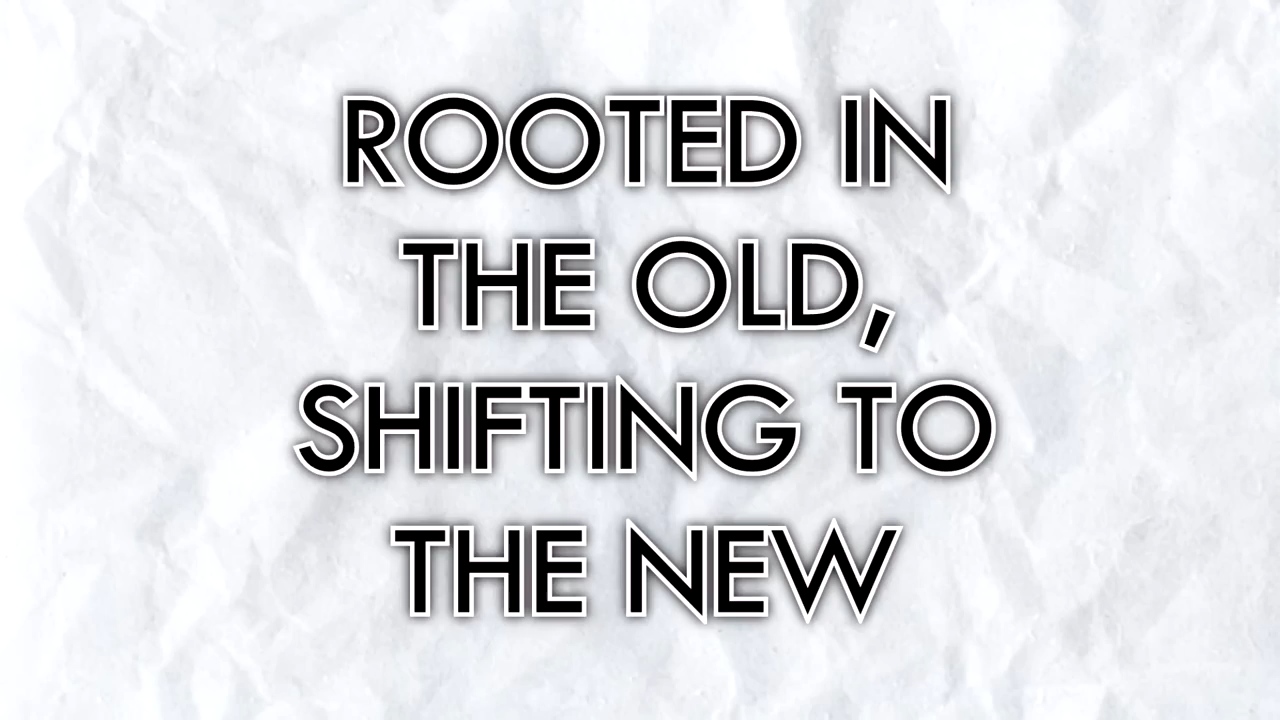 ROOTED IN
THE OLD,
SHIFTING TO
THE NEW